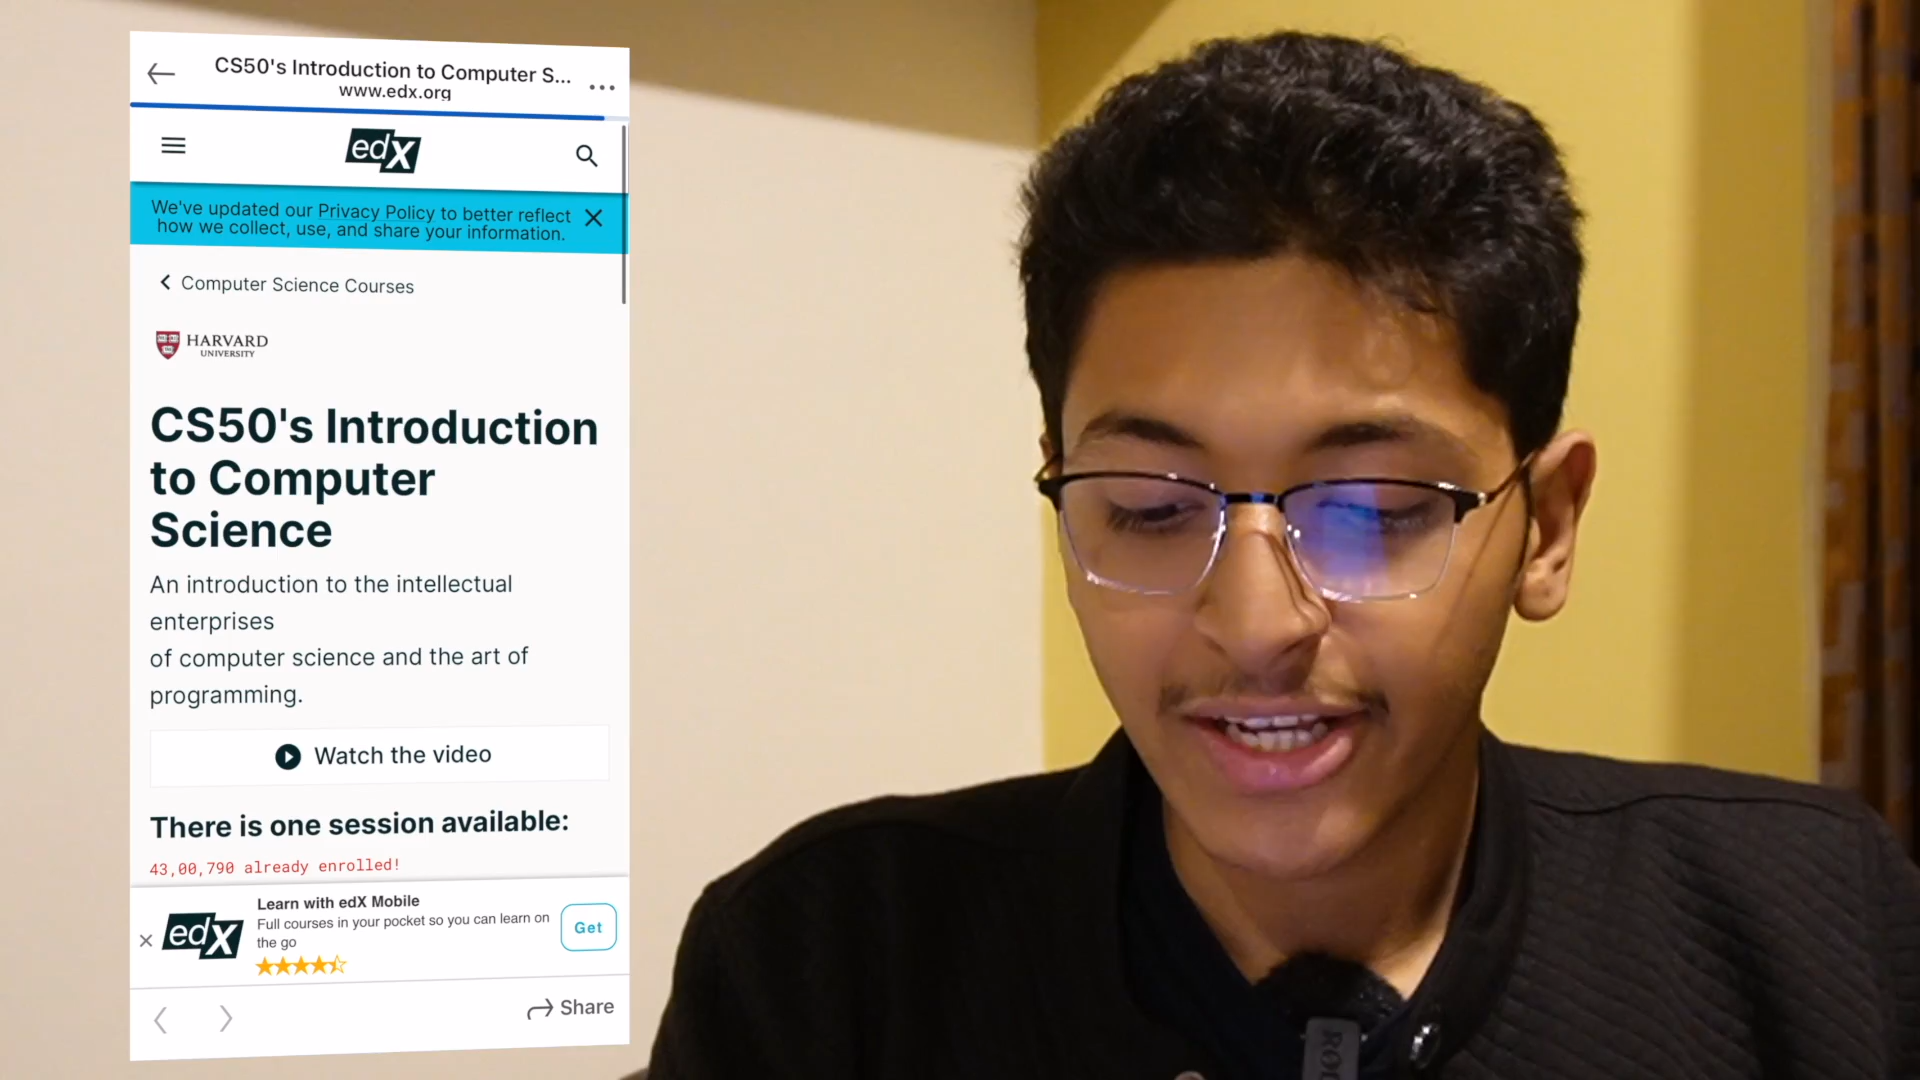 CS50's Introduction to Computer S...
www.edx.org
edX
We've updated our Privacy Policy to better reflect
how we collect, use, and share your information.
Computer Science Courses
HARVARD
UNIVERSITY
CS50's Introduction
to Computer
Science
An introduction to the intellectual
enterprises
of computer science and the art of
programming.
Watch the video
There is one session available:
43,00,790 already enrolled!
Learn with edX Mobile
Full courses in your pocket so you can learn on
the go
edX
Get
Share